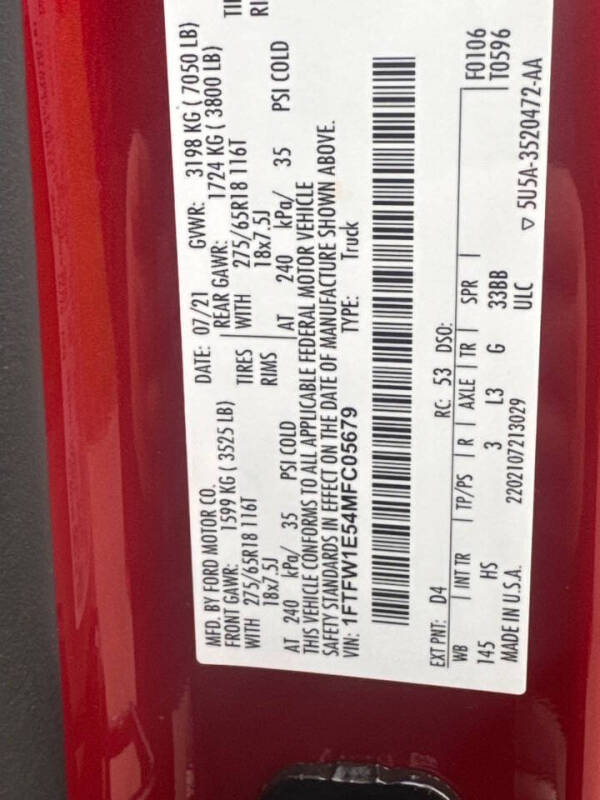 MFD. BY FORD MOTOR CO. DATE: 07/21 GVWR: 3198 KG ( 7050 LB)
FRONT GAWR: 1599 KG ( 3525 LB) REAR GAWR: 1724 KG ( 3800 LB)
WITH 275/65R18 116T TIRES WITH 275/65R18 116T TI
18x7.5J RIMS 18x7.5J RI
AT 240 kPa/ 35 PSI COLD AT 240 kPa/ 35 PSI COLD
THIS VEHICLE CONFORMS TO ALL APPLICABLE FEDERAL MOTOR VEHICLE
SAFETY STANDARDS IN EFFECT ON THE DATE OF MANUFACTURE SHOWN ABOVE.
VIN: 1FTFW1E54MFC05679 TYPE: Truck
F0106
EXT PNT: D4 RC: 53 DSO: T0596
WB | INT TR | TP/PS | R | AXLE | TR | SPR |
145 HS 3 L3 G 33BB
MADE IN U.S.A. 2202107213029 ULC
▽ 5U5A-3520472-AA